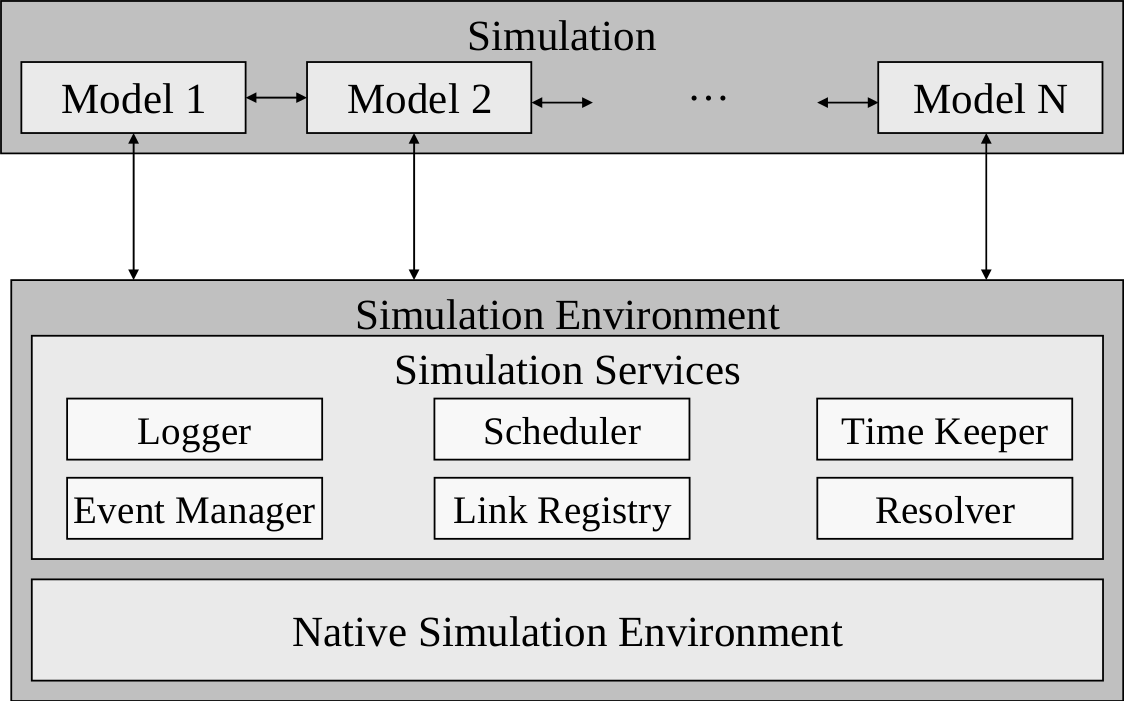 Simulation
Model 1
Model 2
…
Model N
Simulation Environment
Simulation Services
Logger
Scheduler
Time Keeper
Event Manager
Link Registry
Resolver
Native Simulation Environment